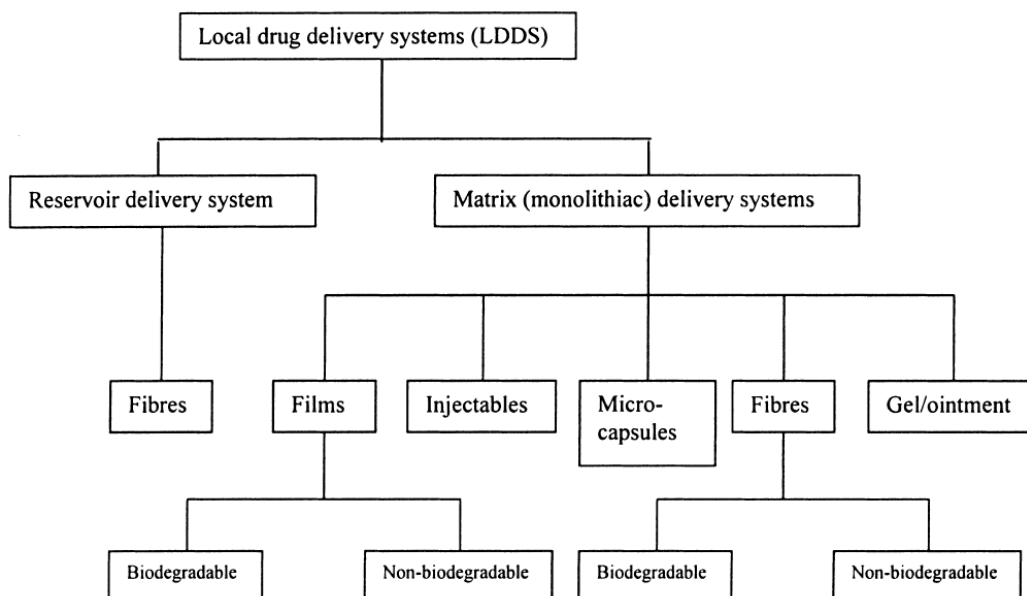 Local drug delivery systems (LDDS)
Reservoir delivery system
Matrix (monolithiac) delivery systems
Fibres
Films
Injectables
Micro-
capsules
Fibres
Gel/ointment
Biodegradable
Non-biodegradable
Biodegradable
Non-biodegradable